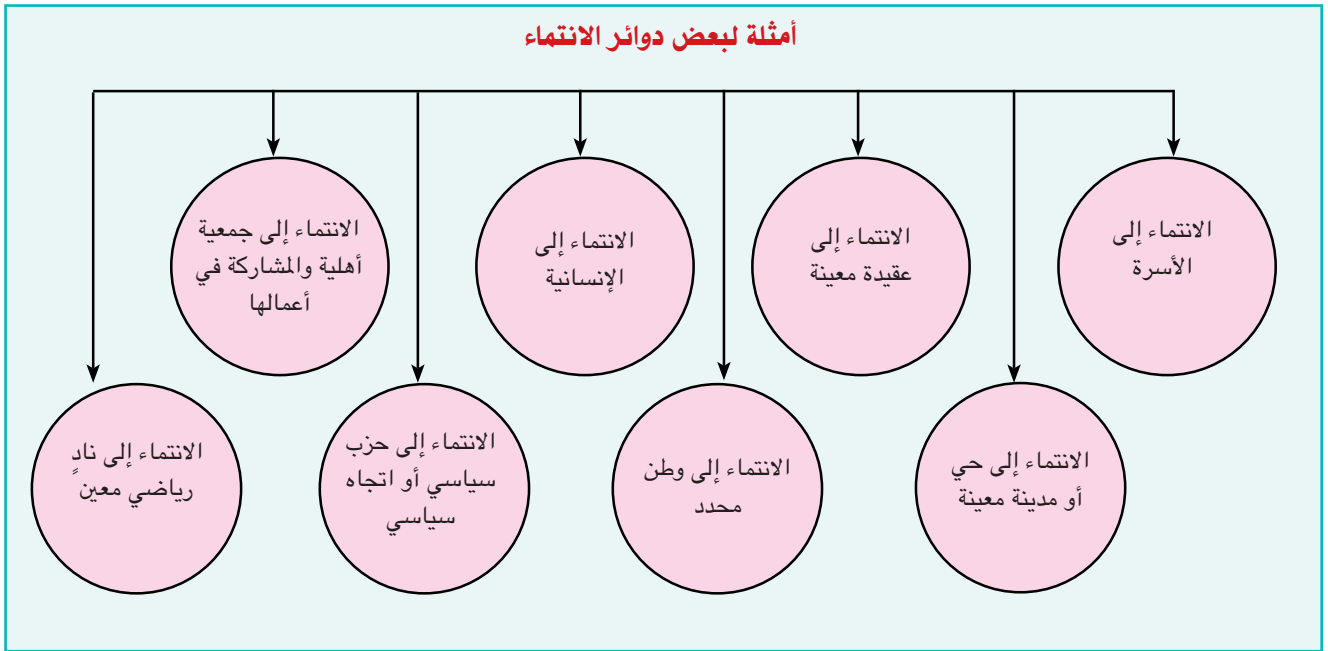 أمثلة لبعض دوائر الانتماء
الانتماء إلى
الأسرة
الانتماء إلى
عقيدة معينة
الانتماء إلى
الإنسانية
الانتماء إلى جمعية
أهلية والمشاركة في
أعمالها
الانتماء إلى حي
أو مدينة معينة
الانتماء إلى وطن
محدد
الانتماء إلى حزب
سياسي أو اتجاه
سياسي
الانتماء إلى نادٍ
رياضي معين